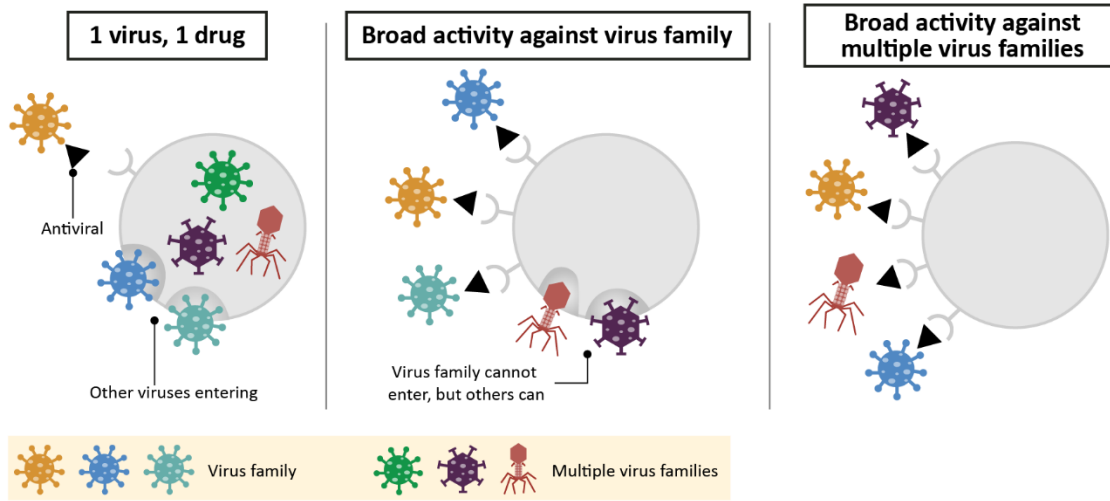 1 virus, 1 drug
Broad activity against virus family
Broad activity against
multiple virus families
Antiviral
Other viruses entering
Virus family cannot
enter, but others can
Virus family
Multiple virus families